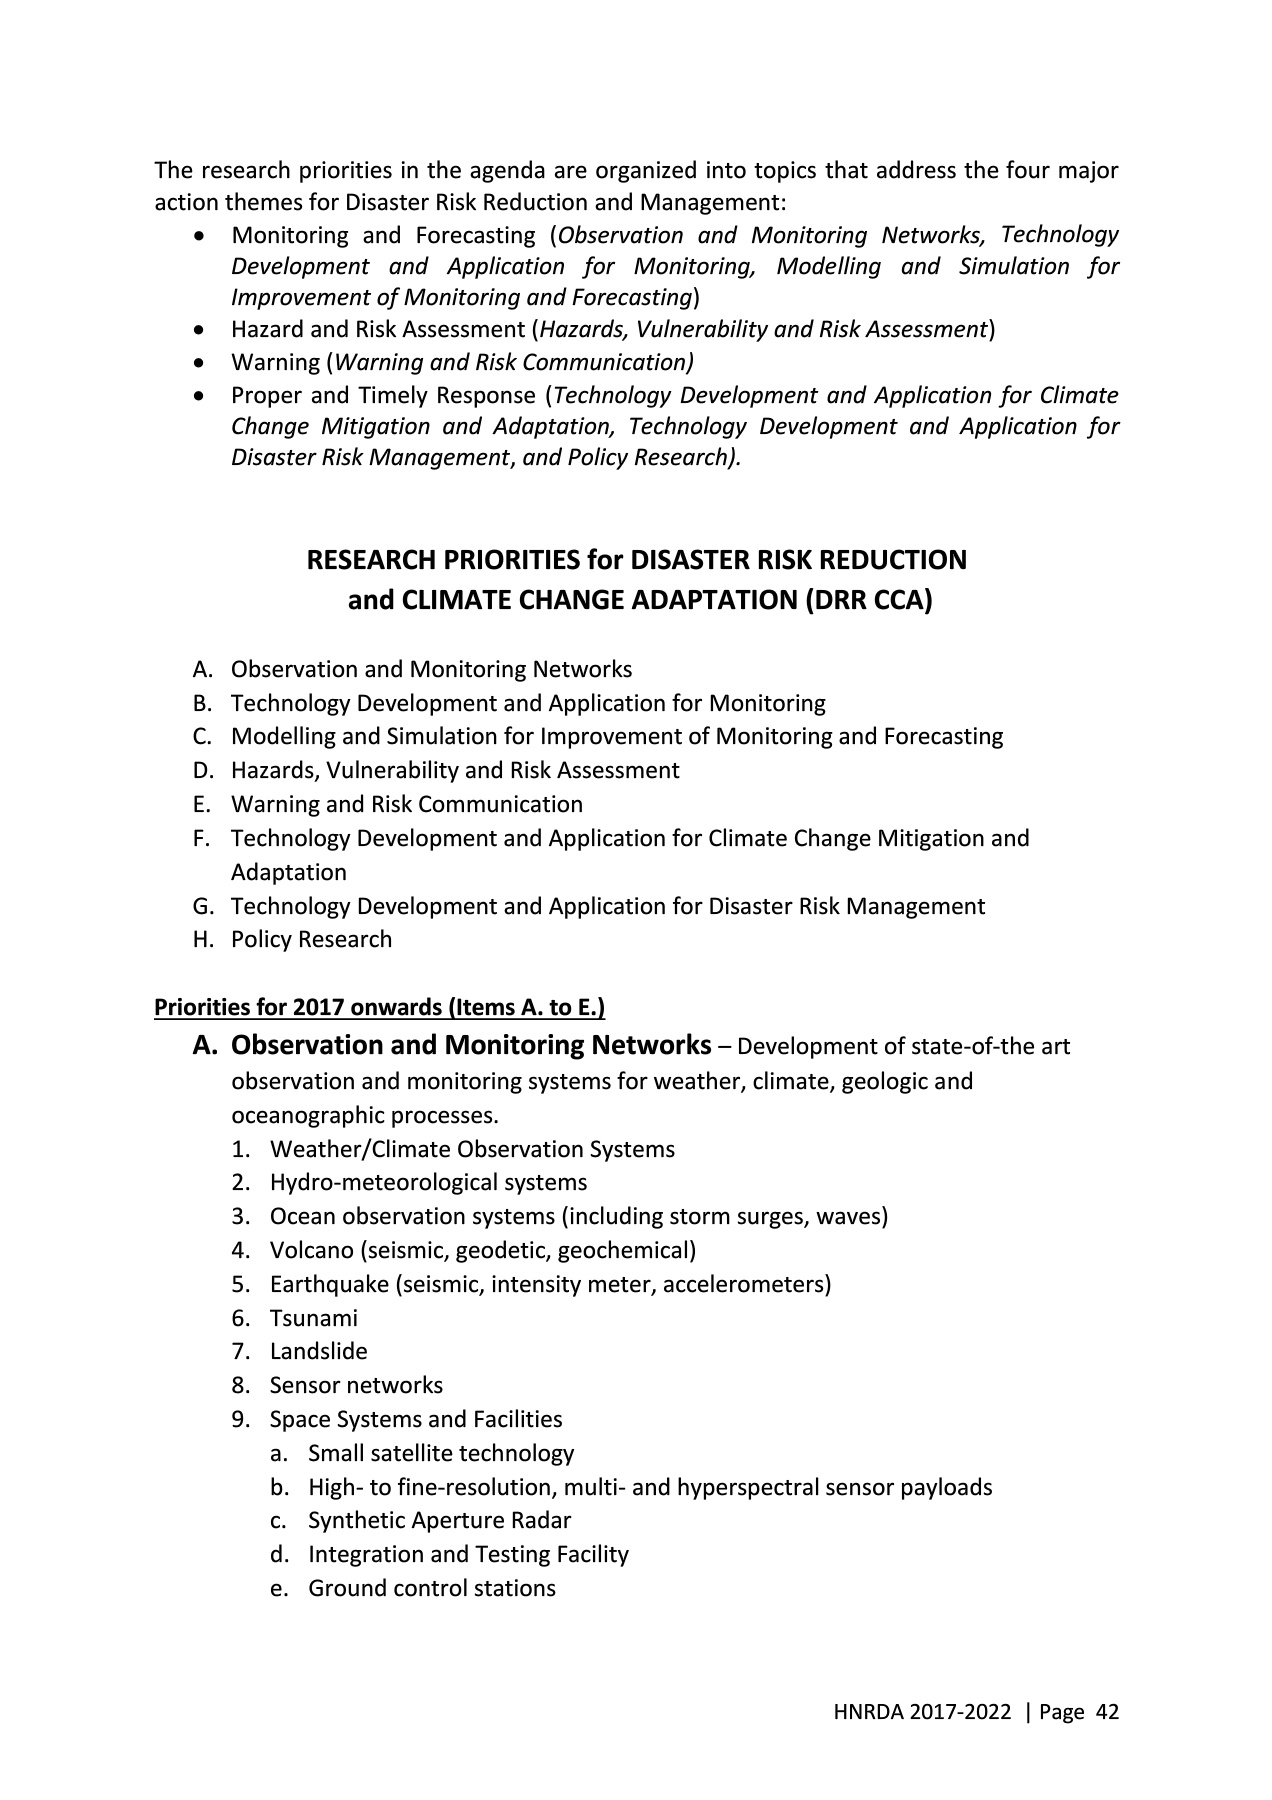 The research priorities in the agenda are organized into topics that address the four major
action themes for Disaster Risk Reduction and Management:
• Monitoring and Forecasting (Observation and Monitoring Networks, Technology
Development and Application for Monitoring, Modelling and Simulation for
Improvement of Monitoring and Forecasting)
• Hazard and Risk Assessment (Hazards, Vulnerability and Risk Assessment)
• Warning (Warning and Risk Communication)
• Proper and Timely Response (Technology Development and Application for Climate
Change Mitigation and Adaptation, Technology Development and Application for
Disaster Risk Management, and Policy Research).
RESEARCH PRIORITIES for DISASTER RISK REDUCTION
and CLIMATE CHANGE ADAPTATION (DRR CCA)
A. Observation and Monitoring Networks
B. Technology Development and Application for Monitoring
C. Modelling and Simulation for Improvement of Monitoring and Forecasting
D. Hazards, Vulnerability and Risk Assessment
E. Warning and Risk Communication
F. Technology Development and Application for Climate Change Mitigation and
Adaptation
G. Technology Development and Application for Disaster Risk Management
H. Policy Research
Priorities for 2017 onwards (Items A. to E.)
A. Observation and Monitoring Networks – Development of state-of-the art
observation and monitoring systems for weather, climate, geologic and
oceanographic processes.
1. Weather/Climate Observation Systems
2. Hydro-meteorological systems
3. Ocean observation systems (including storm surges, waves)
4. Volcano (seismic, geodetic, geochemical)
5. Earthquake (seismic, intensity meter, accelerometers)
6. Tsunami
7. Landslide
8. Sensor networks
9. Space Systems and Facilities
a. Small satellite technology
b. High- to fine-resolution, multi- and hyperspectral sensor payloads
c. Synthetic Aperture Radar
d. Integration and Testing Facility
e. Ground control stations
HNRDA 2017-2022 | Page 42